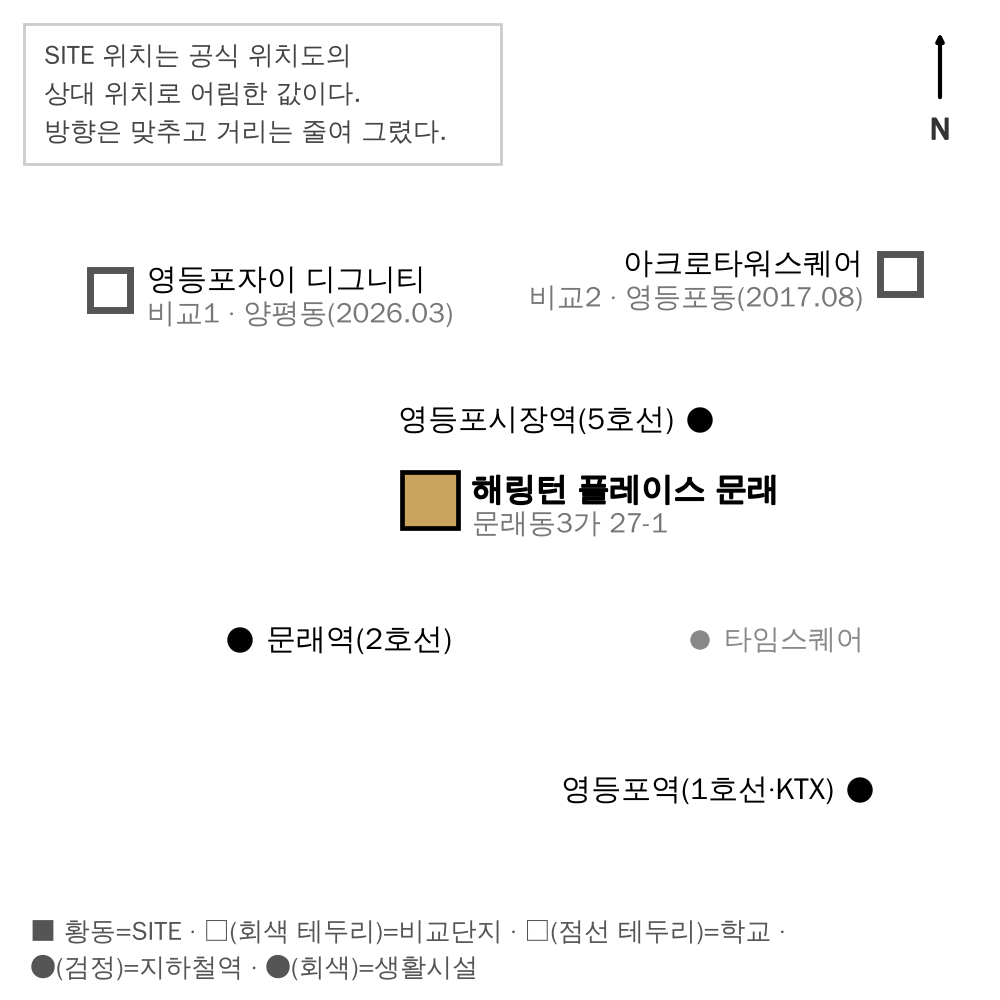 SITE 위치는 공식 위치도의
상대 위치로 어림한 값이다.
방향은 맞추고 거리는 줄여 그렸다.
N
영등포자이 디그니티
비교1 · 양평동(2026.03)
아크로타워스퀘어
비교2 · 영등포동(2017.08)
영등포시장역(5호선)
해링턴 플레이스 문래
문래동3가 27-1
문래역(2호선)
타임스퀘어
영등포역(1호선·KTX)
■ 황동=SITE · □(회색 테두리)=비교단지 · □(점선 테두리)=학교 ·
●(검정)=지하철역 · ●(회색)=생활시설